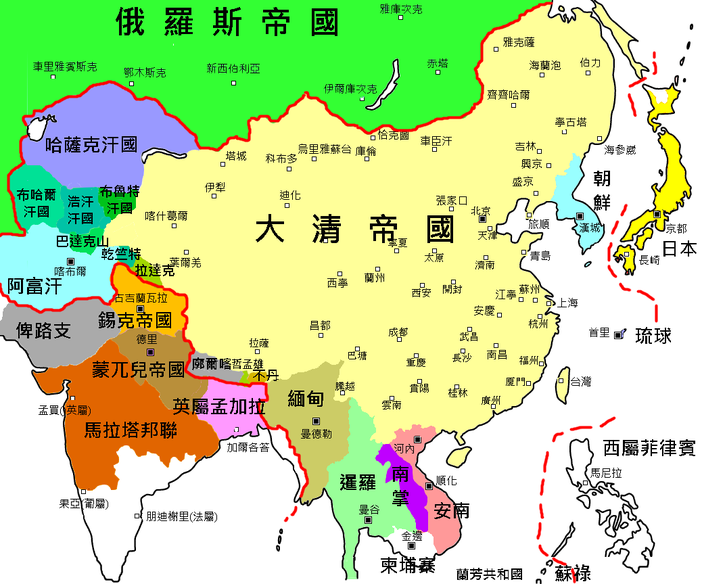 俄羅斯帝國
雅庫次克
車里雅賓斯克
鄂木斯克
新西伯利亞
伊爾庫次克
赤塔
雅克薩
海蘭泡
伯力
齊齊哈爾
哈薩克汗國
恰克圖
寧古塔
海參崴
塔城
科布多
烏里雅蘇台
庫倫
車臣汗
吉林
興京
盛京
布哈爾
汗國
浩汗
汗國
布魯特
汗國
伊犁
迪化
張家口
北京
天津
旅順
朝
鮮
漢城
京都
日本
長崎
喀什葛爾
大清帝國
巴達克山
乾竺特
葉爾羌
拉達克
寧夏
太原
濟南
青島
喀布爾
阿富汗
西寧
蘭州
西安
開封
江寧
蘇州
上海
古吉蘭瓦拉
錫克帝國
俾路支
安慶
杭州
首里
琉球
昌都
成都
武昌
德里
拉薩
巴塘
重慶
長沙
南昌
福州
廓爾喀
哲孟雄
不丹
蒙兀兒帝國
騰越
雲南
貴陽
桂林
廈門
廣州
台灣
孟買(英屬)
英屬孟加拉
緬甸
馬拉塔邦聯
加爾各答
曼德勒
河內
西屬菲律賓
馬尼拉
暹羅
南
掌
順化
安南
果亞(葡屬)
朋迪榭里(法屬)
曼谷
金邊
柬埔寨
蘭芳共和國
蘇祿